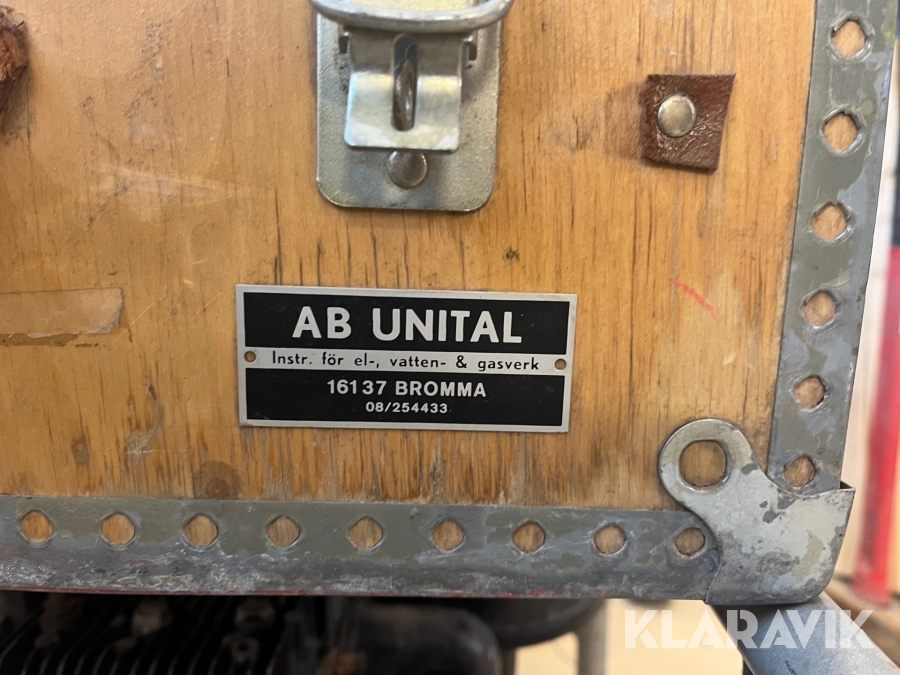 AB UNITAL
Instr. för el-, vatten- & gasverk
16137 BROMMA
08/254433
KLARAVIK